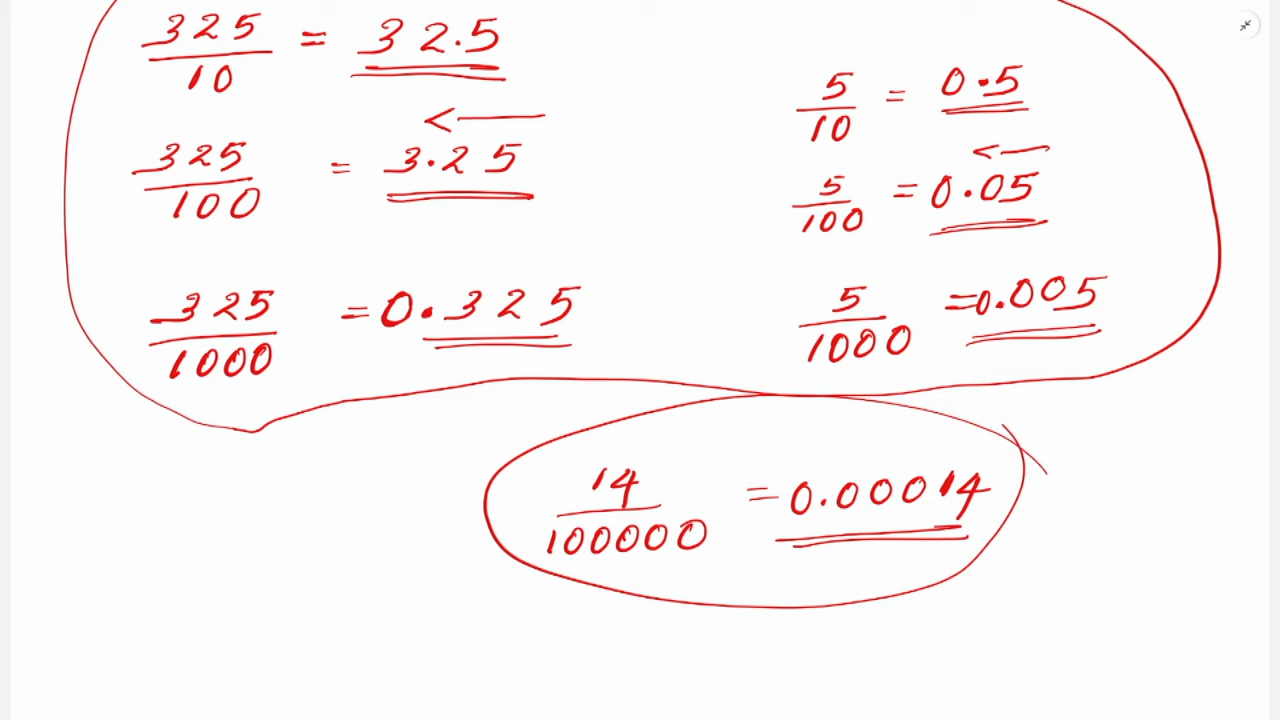 325/10 = 32.5
325/100 = 3.25
325/1000 = 0.325
5/10 = 0.5
5/100 = 0.05
5/1000 = 0.005
14/100000 = 0.00014